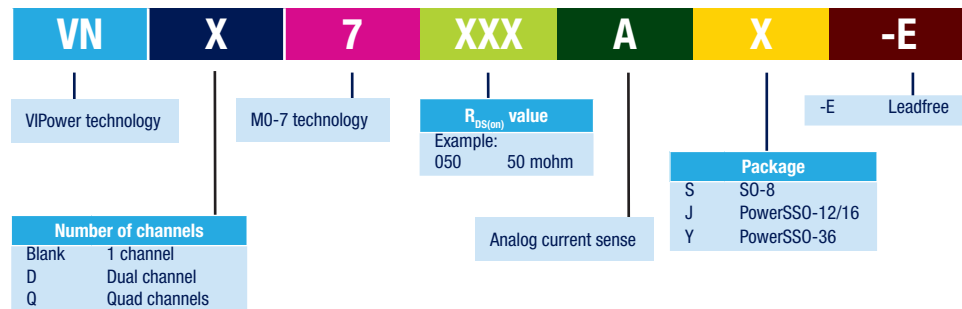 VN X 7 XXX A X -E
VIPower technology
M0-7 technology
RDS(on) value
Example:
050 50 mohm
-E Leadfree
Package
S SO-8
J PowerSSO-12/16
Y PowerSSO-36
Analog current sense
Number of channels
Blank 1 channel
D Dual channel
Q Quad channels